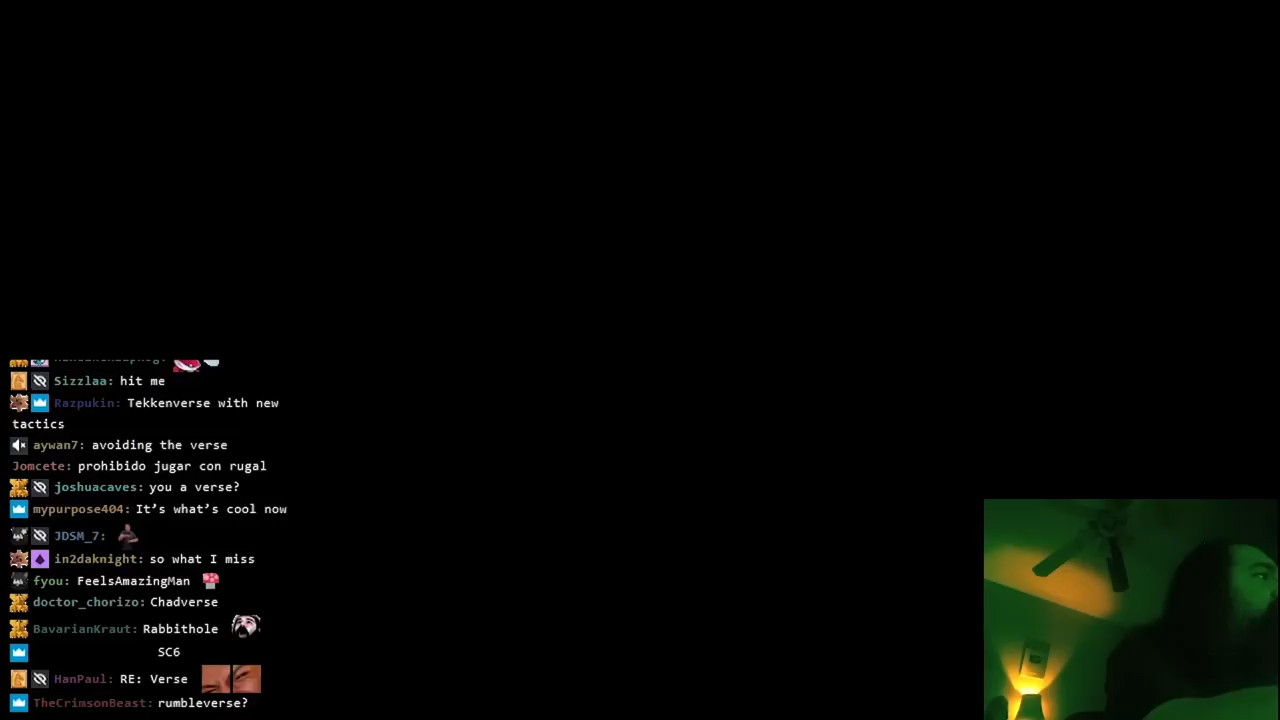 Sizzlaa: hit me
Razpukin: Tekkenverse with new
tactics
aywan7: avoiding the verse
Jomcete: prohibido jugar con rugal
joshuacaves: you a verse?
mypurpose404: It's what's cool now
JDSM_7:
in2daknight: so what I miss
fyou: FeelsAmazingMan
doctor_chorizo: Chadverse
BavarianKraut: Rabbithole
SC6
HanPaul: RE: Verse
TheCrimsonBeast: rumbleverse?